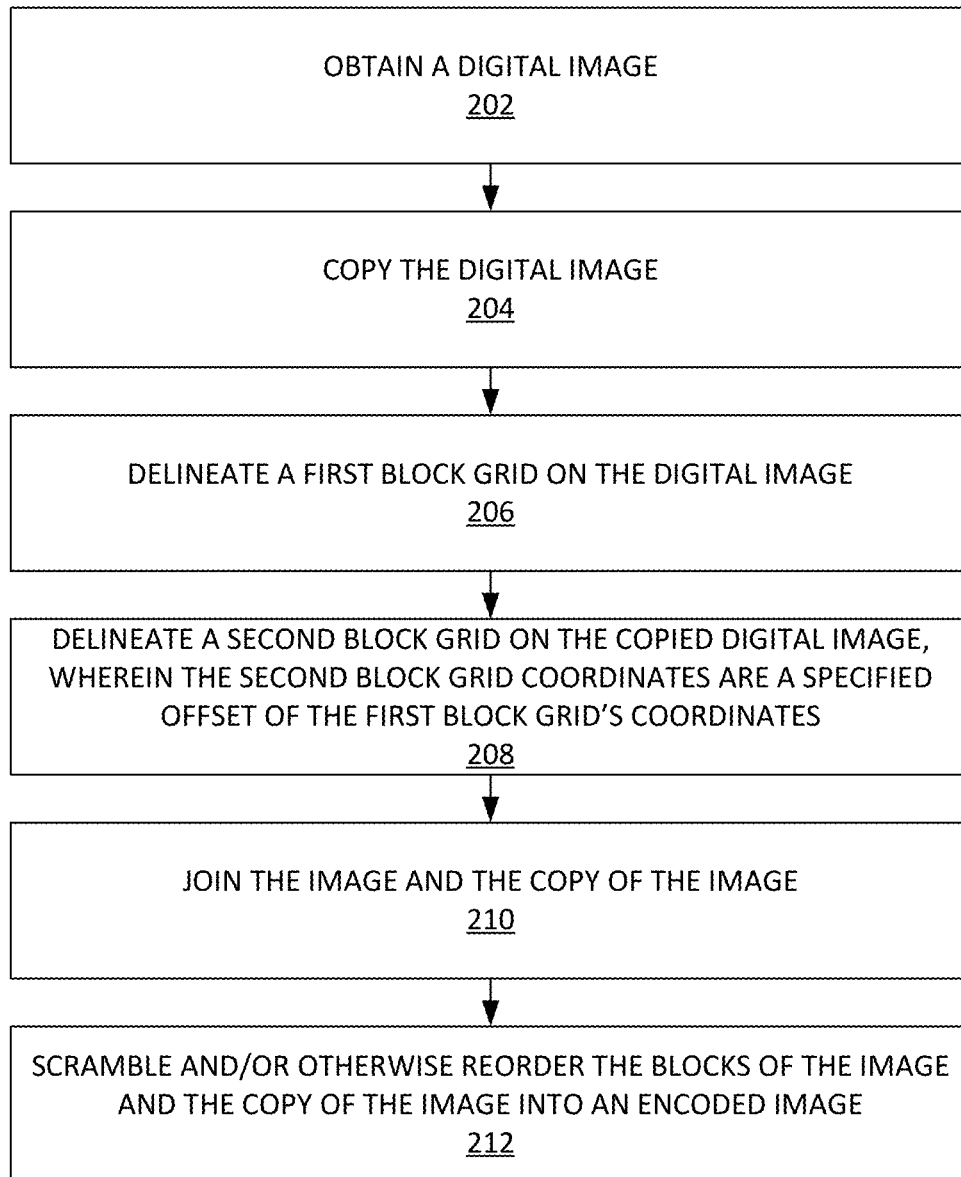 OBTAIN A DIGITAL IMAGE
202
COPY THE DIGITAL IMAGE
204
DELINEATE A FIRST BLOCK GRID ON THE DIGITAL IMAGE
206
DELINEATE A SECOND BLOCK GRID ON THE COPIED DIGITAL IMAGE,
WHEREIN THE SECOND BLOCK GRID COORDINATES ARE A SPECIFIED
OFFSET OF THE FIRST BLOCK GRID'S COORDINATES
208
JOIN THE IMAGE AND THE COPY OF THE IMAGE
210
SCRAMBLE AND/OR OTHERWISE REORDER THE BLOCKS OF THE IMAGE
AND THE COPY OF THE IMAGE INTO AN ENCODED IMAGE
212